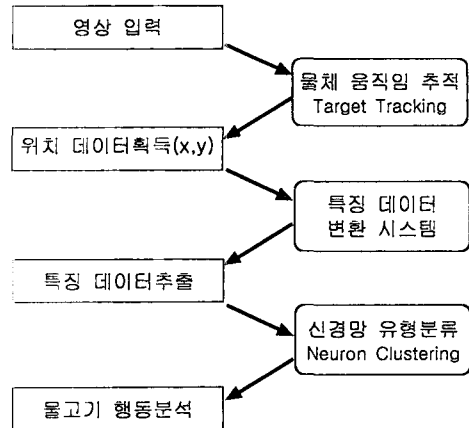 영상 입력
물체 움직임 추적
Target Tracking
위치 데이터획득(x,y)
특징 데이터
변환 시스템
특징 데이터추출
신경망 유형분류
Neuron Clustering
물고기 행동분석